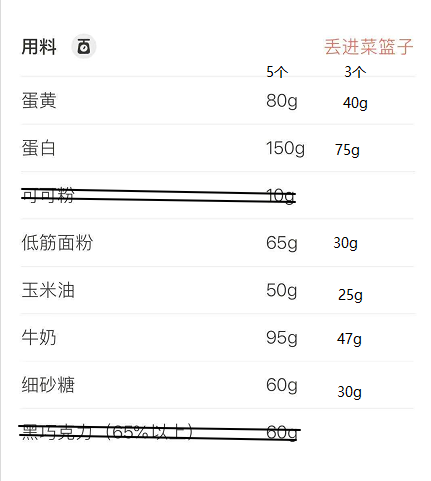 用料 丢进菜篮子
5个 3个
蛋黄 80g 40g
蛋白 150g 75g
可可粉 10g
低筋面粉 65g 30g
玉米油 50g 25g
牛奶 95g 47g
细砂糖 60g 30g
黑巧克力（65%以上） 60g